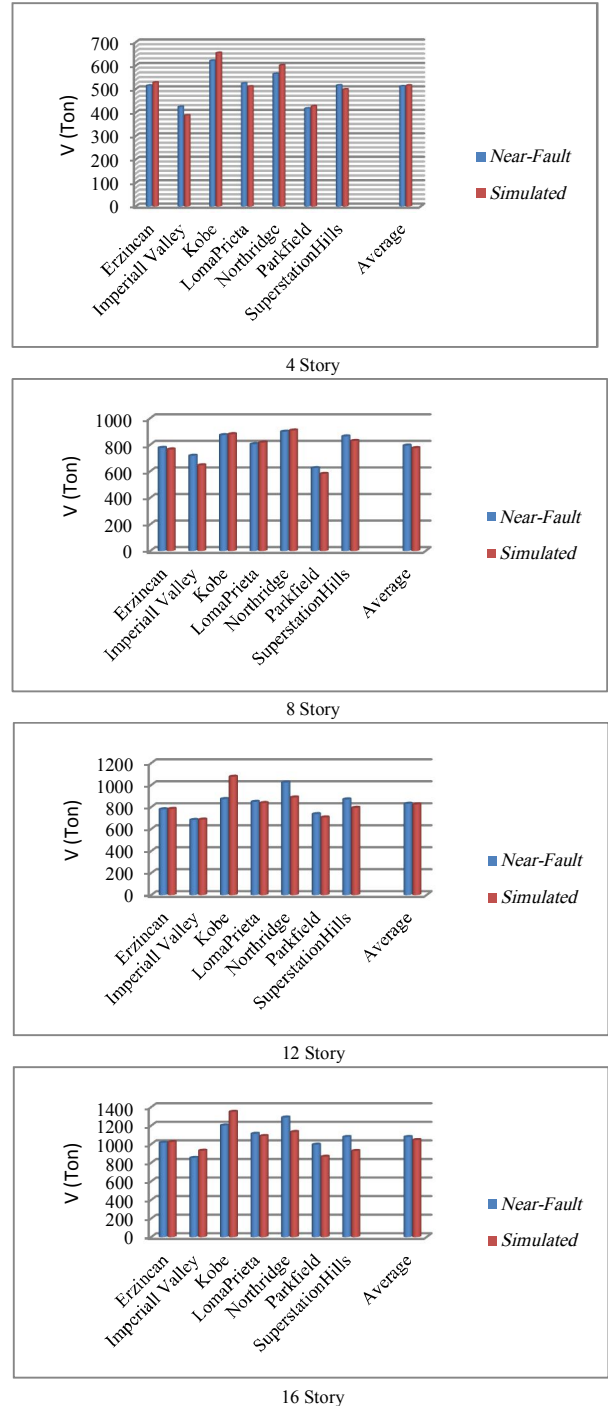 700
600
500
400
300
200
100
0
V (Ton)
Erzincan
Imperiall Valley
Kobe
LomaPrieta
Northridge
Parkfield
SuperstationHills
Average
Near-Fault
Simulated
4 Story
1000
800
600
400
200
0
V (Ton)
Erzincan
Imperiall Valley
Kobe
LomaPrieta
Northridge
Parkfield
SuperstationHills
Average
Near-Fault
Simulated
8 Story
1200
1000
800
600
400
200
0
V (Ton)
Erzincan
Imperiall Valley
Kobe
LomaPrieta
Northridge
Parkfield
SuperstationHills
Average
Near-Fault
Simulated
12 Story
1400
1200
1000
800
600
400
200
0
V (Ton)
Erzincan
Imperiall Valley
Kobe
LomaPrieta
Northridge
Parkfield
SuperstationHills
Average
Near-Fault
Simulated
16 Story